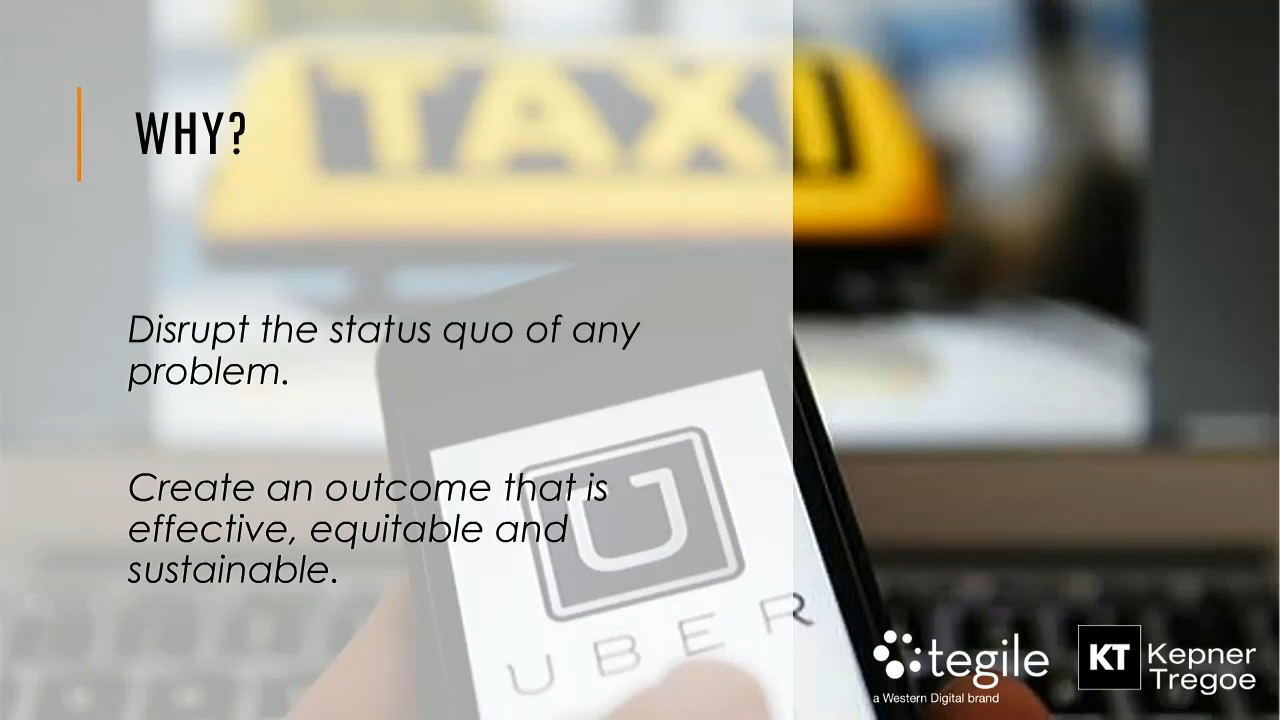 TAXI
WHY?
Disrupt the status quo of any
problem.
Create an outcome that is
effective, equitable and
sustainable.
U
UBER
tegile
a Western Digital brand
KT
Kepner
Tregoe